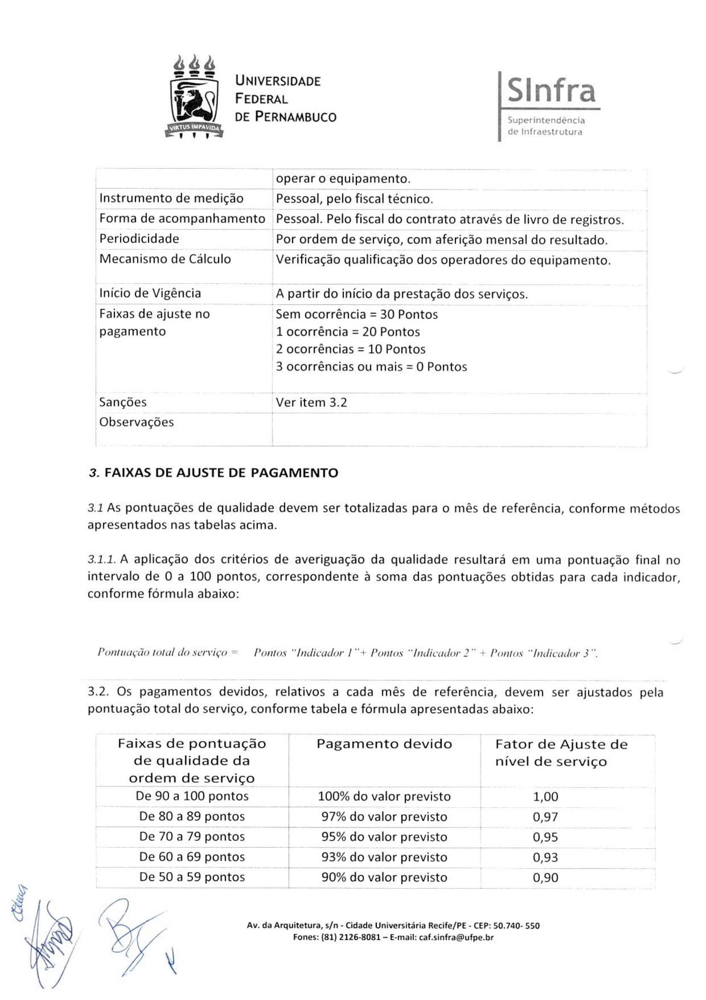 UNIVERSIDADE
FEDERAL
DE PERNAMBUCO
VIRTUS IMPAVIDA
SInfra
Superintendência
de Infraestrutura
operar o equipamento.
Instrumento de medição Pessoal, pelo fiscal técnico.
Forma de acompanhamento Pessoal. Pelo fiscal do contrato através de livro de registros.
Periodicidade Por ordem de serviço, com aferição mensal do resultado.
Mecanismo de Cálculo Verificação qualificação dos operadores do equipamento.
Início de Vigência A partir do início da prestação dos serviços.
Faixas de ajuste no Sem ocorrência = 30 Pontos
pagamento 1 ocorrência = 20 Pontos
2 ocorrências = 10 Pontos
3 ocorrências ou mais = 0 Pontos
Sanções Ver item 3.2
Observações
3. FAIXAS DE AJUSTE DE PAGAMENTO
3.1 As pontuações de qualidade devem ser totalizadas para o mês de referência, conforme métodos
apresentados nas tabelas acima.
3.1.1. A aplicação dos critérios de averiguação da qualidade resultará em uma pontuação final no
intervalo de 0 a 100 pontos, correspondente à soma das pontuações obtidas para cada indicador,
conforme fórmula abaixo:
Pontuação total do serviço = Pontos "Indicador 1"+ Pontos "Indicador 2" + Pontos "Indicador 3".
3.2. Os pagamentos devidos, relativos a cada mês de referência, devem ser ajustados pela
pontuação total do serviço, conforme tabela e fórmula apresentadas abaixo:
Faixas de pontuação Pagamento devido Fator de Ajuste de
de qualidade da nível de serviço
ordem de serviço
De 90 a 100 pontos 100% do valor previsto 1,00
De 80 a 89 pontos 97% do valor previsto 0,97
De 70 a 79 pontos 95% do valor previsto 0,95
De 60 a 69 pontos 93% do valor previsto 0,93
De 50 a 59 pontos 90% do valor previsto 0,90
Av. da Arquitetura, s/n - Cidade Universitária Recife/PE - CEP: 50.740- 550
Fones: (81) 2126-8081 – E-mail: caf.sinfra@ufpe.br